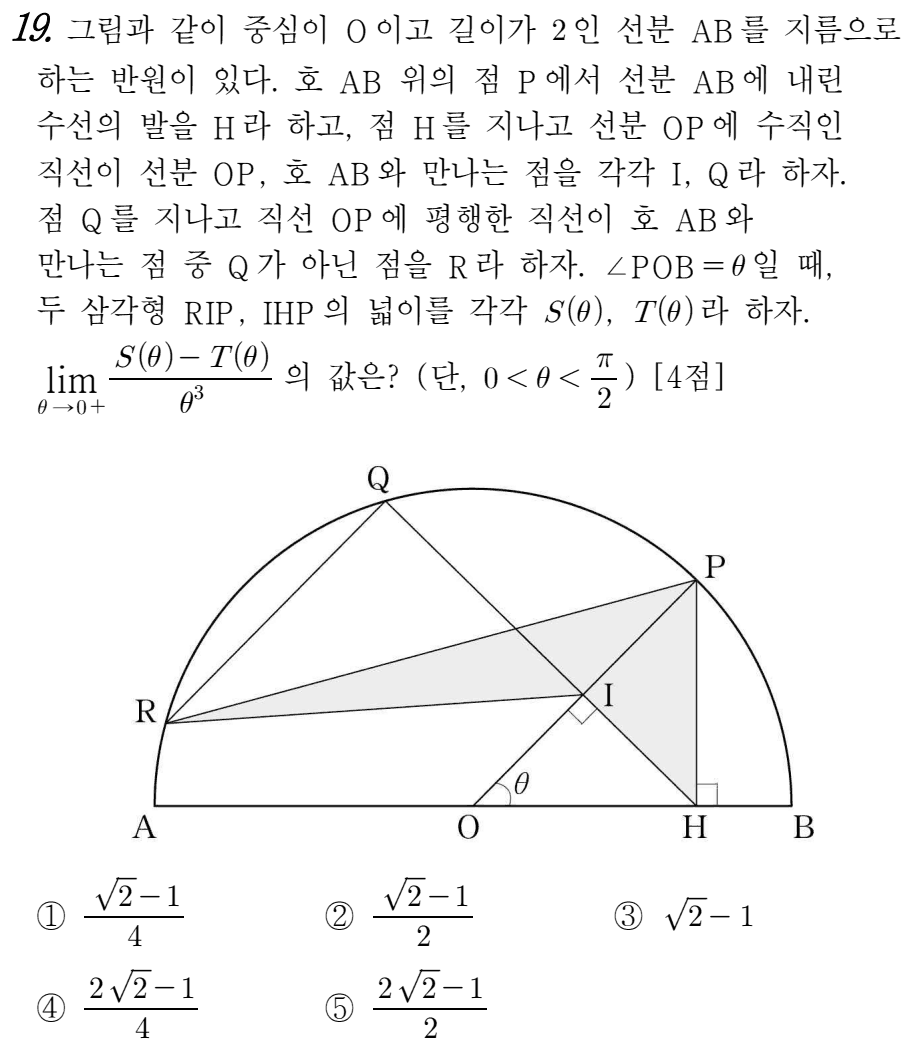 19. 그림과 같이 중심이 O이고 길이가 2인 선분 AB를 지름으로
하는 반원이 있다. 호 AB 위의 점 P에서 선분 AB에 내린
수선의 발을 H라 하고, 점 H를 지나고 선분 OP에 수직인
직선이 선분 OP, 호 AB와 만나는 점을 각각 I, Q라 하자.
점 Q를 지나고 직선 OP에 평행한 직선이 호 AB와
만나는 점 중 Q가 아닌 점을 R라 하자. ∠POB=θ일 때,
두 삼각형 RIP, IHP의 넓이를 각각 S(θ), T(θ)라 하자.
lim_{θ→0+} (S(θ)−T(θ))/θ³ 의 값은? (단, 0<θ<π/2) [4점]
Q
P
R
I
θ
A
O
H
B
① (√2−1)/4 ② (√2−1)/2 ③ √2−1
④ (2√2−1)/4 ⑤ (2√2−1)/2